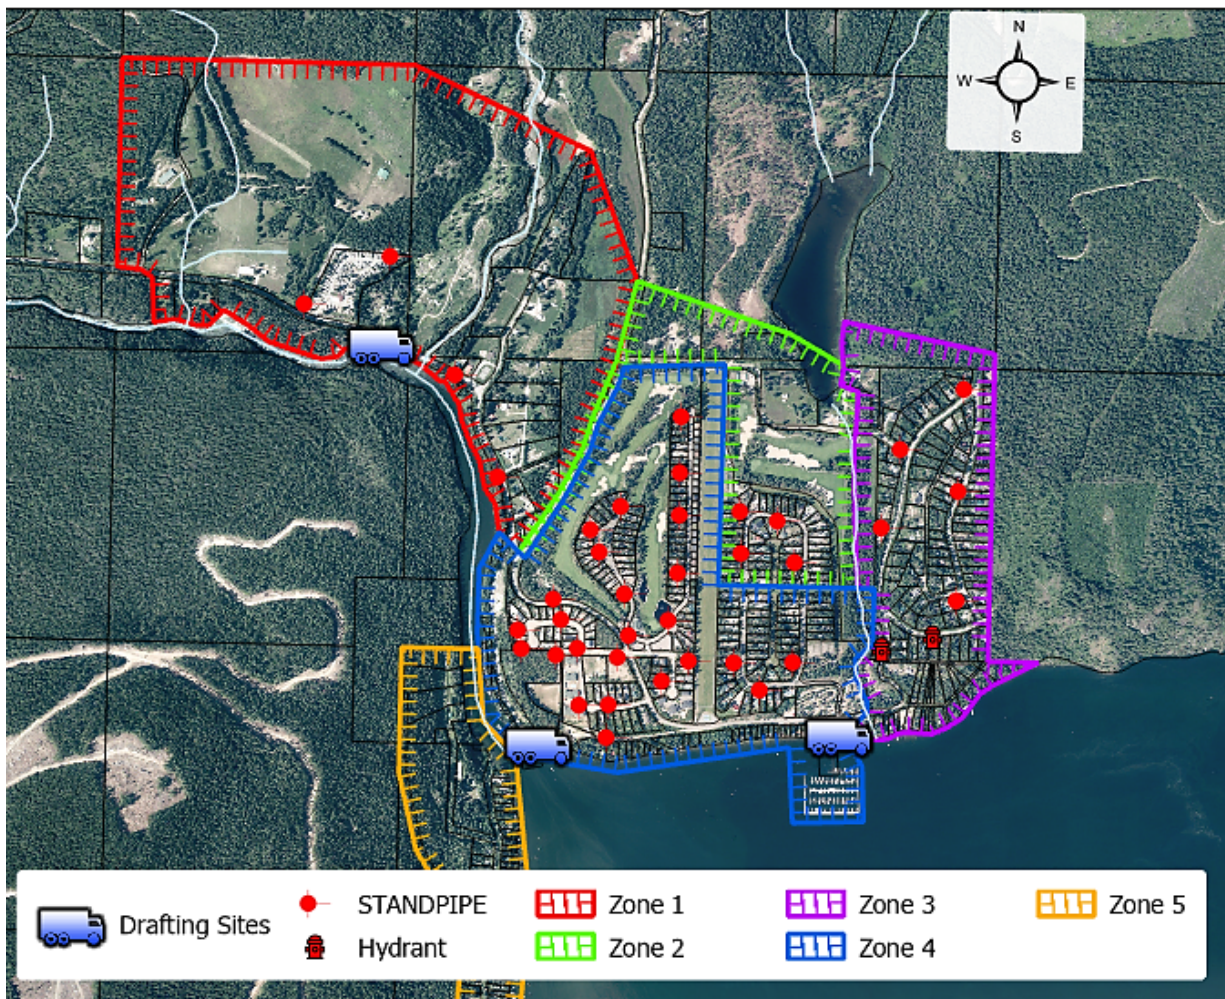 N
W E
S
Drafting Sites
STANDPIPE
Hydrant
Zone 1
Zone 2
Zone 3
Zone 4
Zone 5